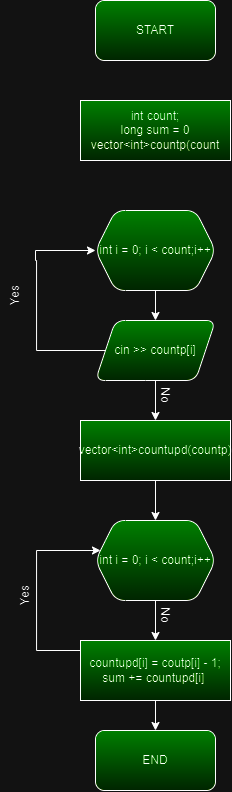 START
int count;
long sum = 0
vector<int>countp(count
int i = 0; i < count;i++
Yes
cin >> countp[i]
No
vector<int>countupd(countp)
int i = 0; i < count;i++
Yes
No
countupd[i] = coutp[i] - 1;
sum += countupd[i]
END